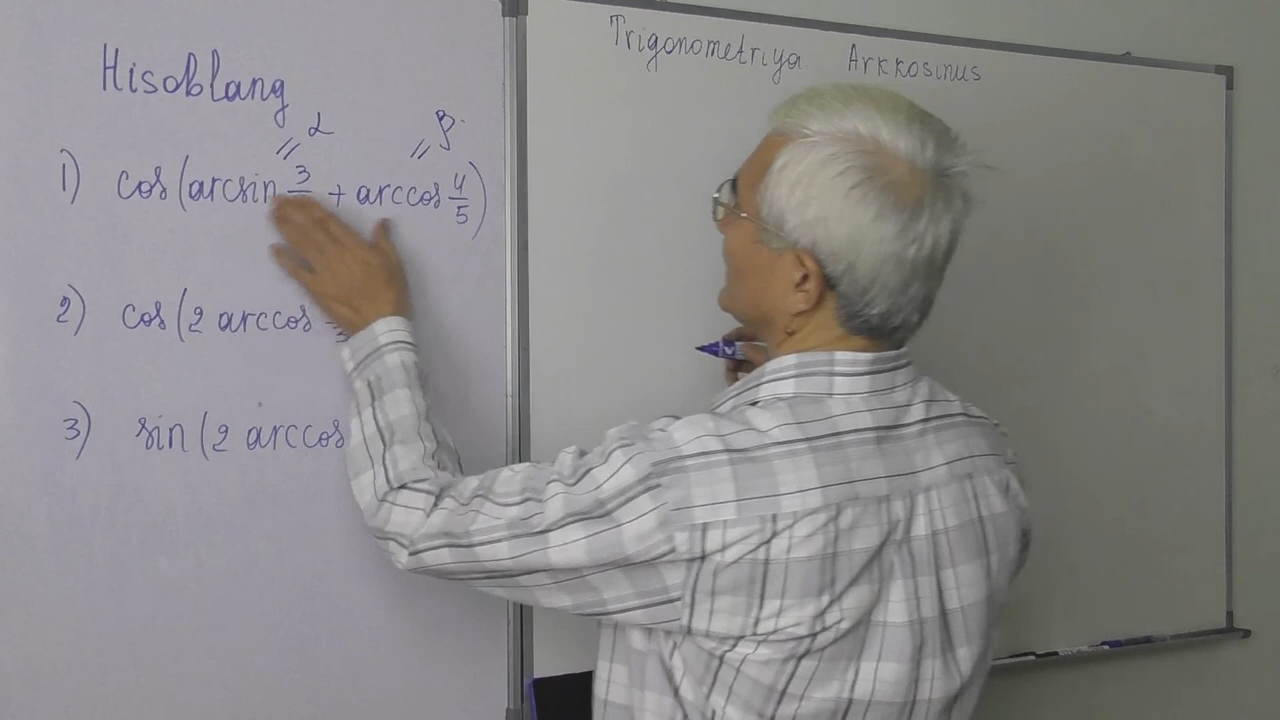 Trigonometriya Arkkosinus
Hisoblang
α β
1) cos(arcsin 3 + arccos 4/5)
2) cos(2 arccos
3) sin(2 arccos